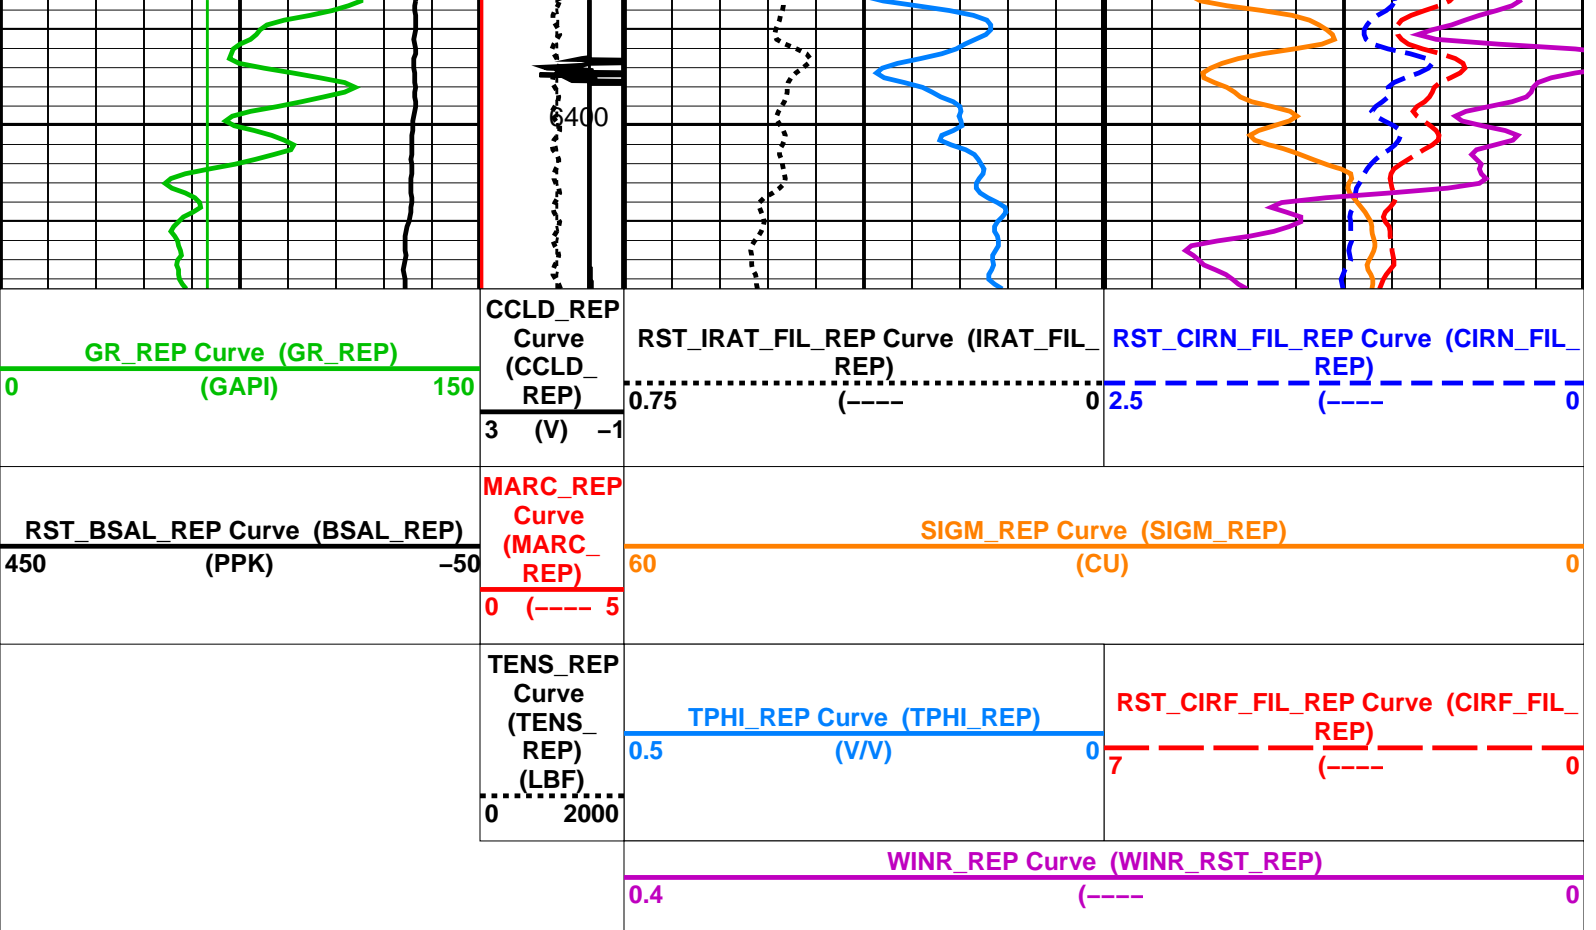 6400
GR_REP Curve (GR_REP)
0 (GAPI) 150
CCLD_REP
Curve
(CCLD_
REP)
3 (V) −1
RST_IRAT_FIL_REP Curve (IRAT_FIL_
REP)
0.75 (−−−− 0
RST_CIRN_FIL_REP Curve (CIRN_FIL_
REP)
2.5 (−−−− 0
RST_BSAL_REP Curve (BSAL_REP)
450 (PPK) −50
MARC_REP
Curve
(MARC_
REP)
0 (−−−− 5
SIGM_REP Curve (SIGM_REP)
60 (CU) 0
TENS_REP
Curve
(TENS_
REP)
(LBF)
0 2000
TPHI_REP Curve (TPHI_REP)
0.5 (V/V) 0
RST_CIRF_FIL_REP Curve (CIRF_FIL_
REP)
7 (−−−− 0
WINR_REP Curve (WINR_RST_REP)
0.4 (−−−− 0